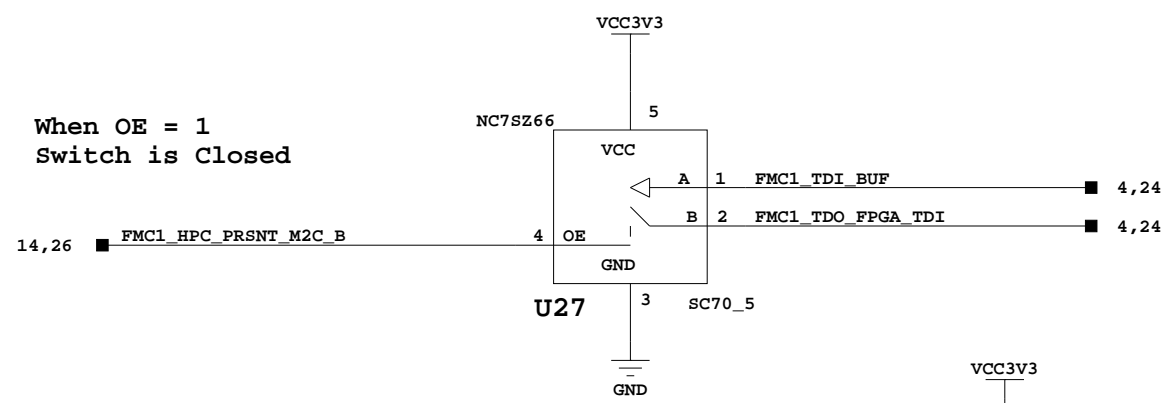 VCC3V3
When OE = 1
Switch is Closed
NC7SZ66
5
VCC
A 1 FMC1_TDI_BUF 4,24
B 2 FMC1_TDO_FPGA_TDI 4,24
14,26 FMC1_HPC_PRSNT_M2C_B 4 OE
GND
U27 3 SC70_5
VCC3V3
GND